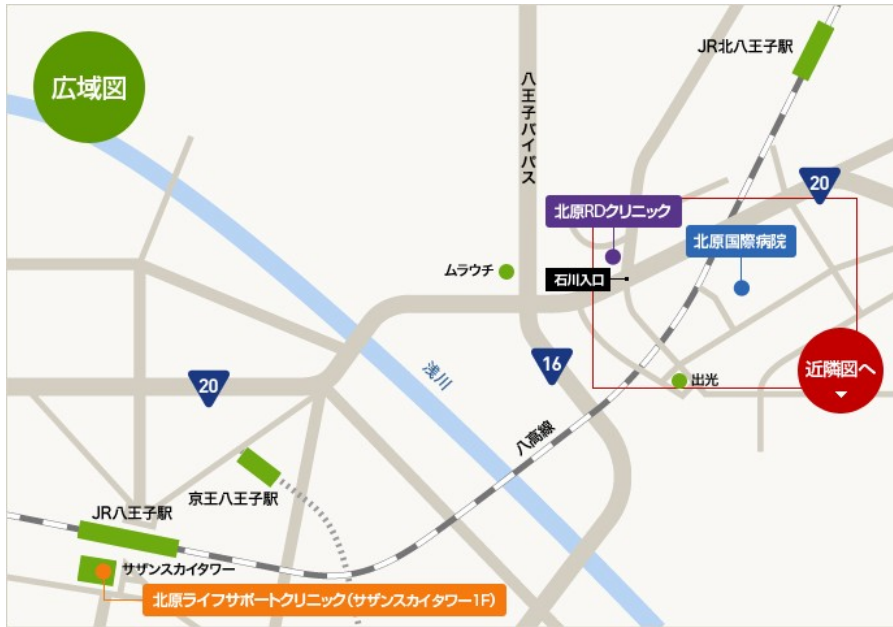 広域図
JR北八王子駅
八王子バイパス
20
北原RDクリニック
北原国際病院
ムラウチ
石川入口
16
近隣図へ
出光
20
浅川
八高線
京王八王子駅
JR八王子駅
サザンスカイタワー
北原ライフサポートクリニック(サザンスカイタワー1F)